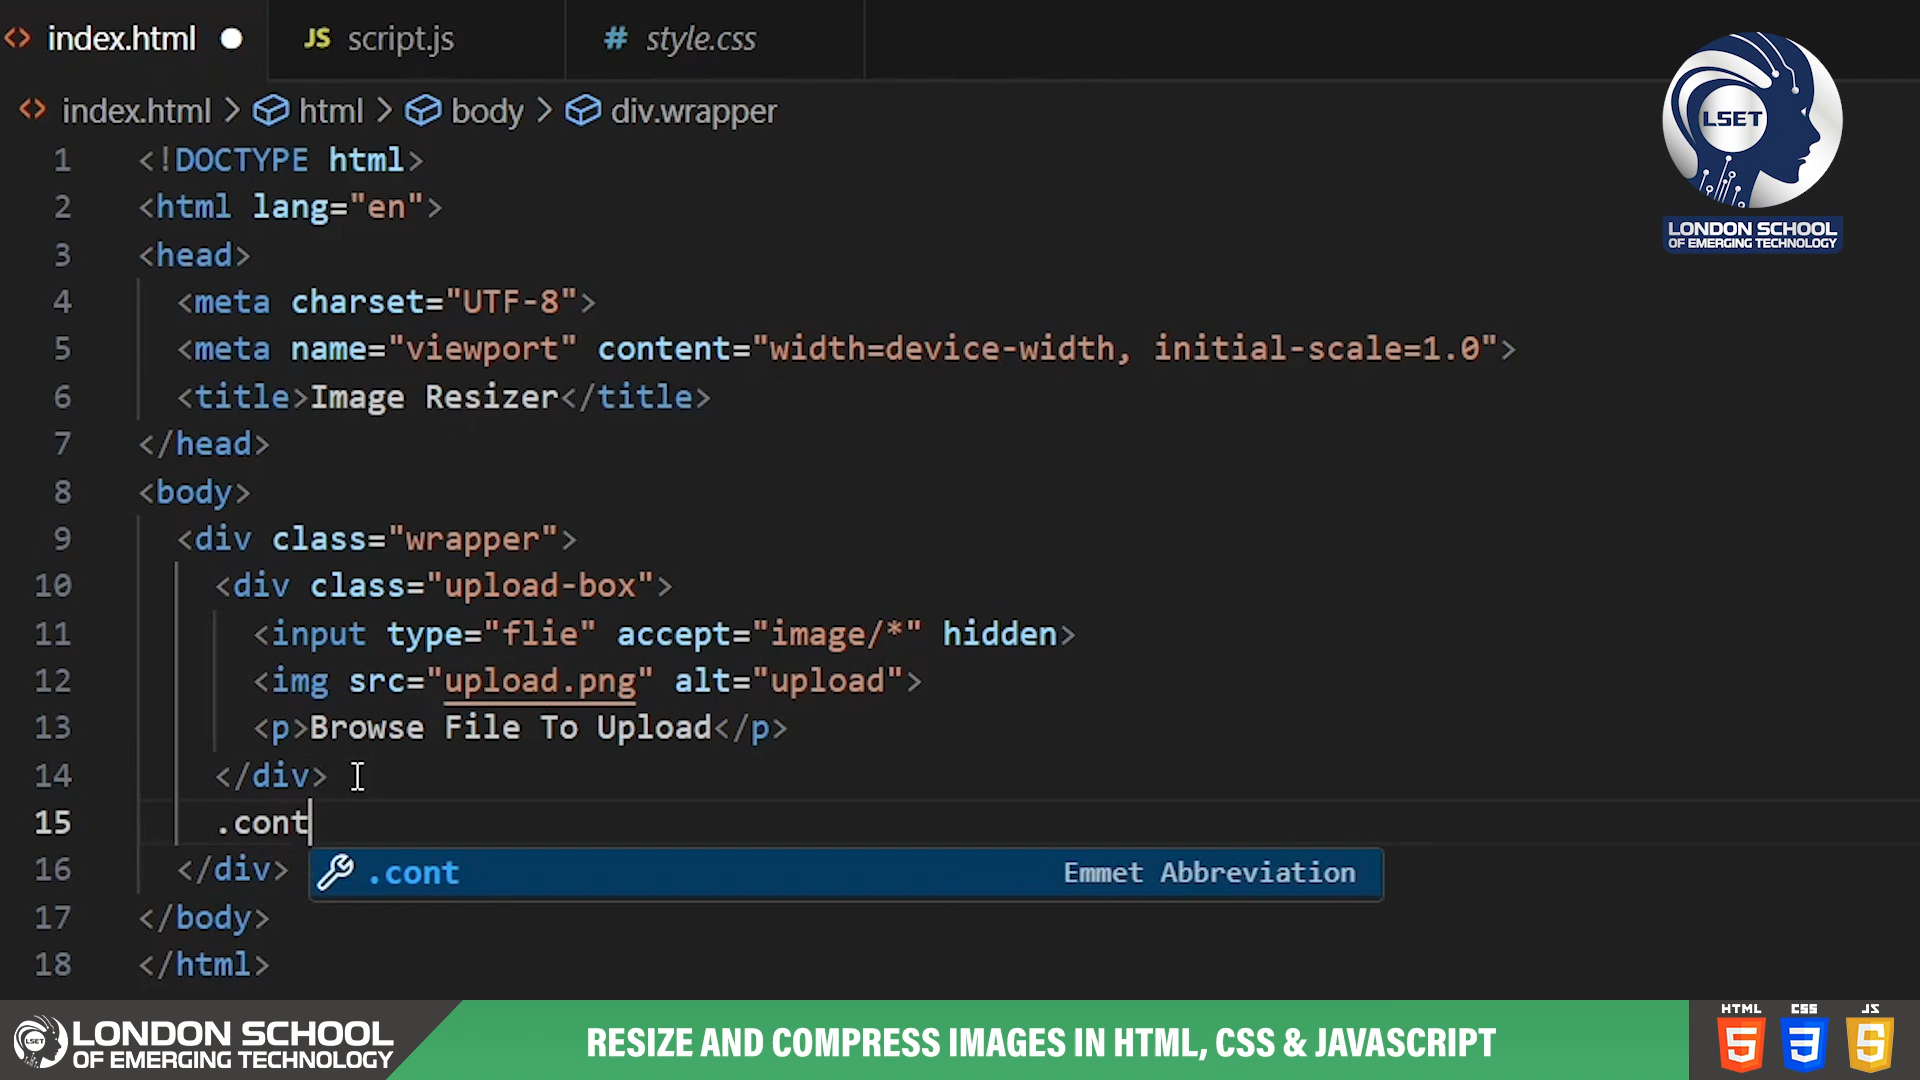 index.html
JS script.js
# style.css
index.html > html > body > div.wrapper
1 <!DOCTYPE html>
2 <html lang="en">
3 <head>
4 <meta charset="UTF-8">
5 <meta name="viewport" content="width=device-width, initial-scale=1.0">
6 <title>Image Resizer</title>
7 </head>
8 <body>
9 <div class="wrapper">
10 <div class="upload-box">
11 <input type="flie" accept="image/*" hidden>
12 <img src="upload.png" alt="upload">
13 <p>Browse File To Upload</p>
14 </div>
15 .cont
16 </div>
.cont Emmet Abbreviation
17 </body>
18 </html>
LSET
LONDON SCHOOL
OF EMERGING TECHNOLOGY
LSET
LONDON SCHOOL
OF EMERGING TECHNOLOGY
RESIZE AND COMPRESS IMAGES IN HTML, CSS & JAVASCRIPT
HTML 5
CSS 3
JS